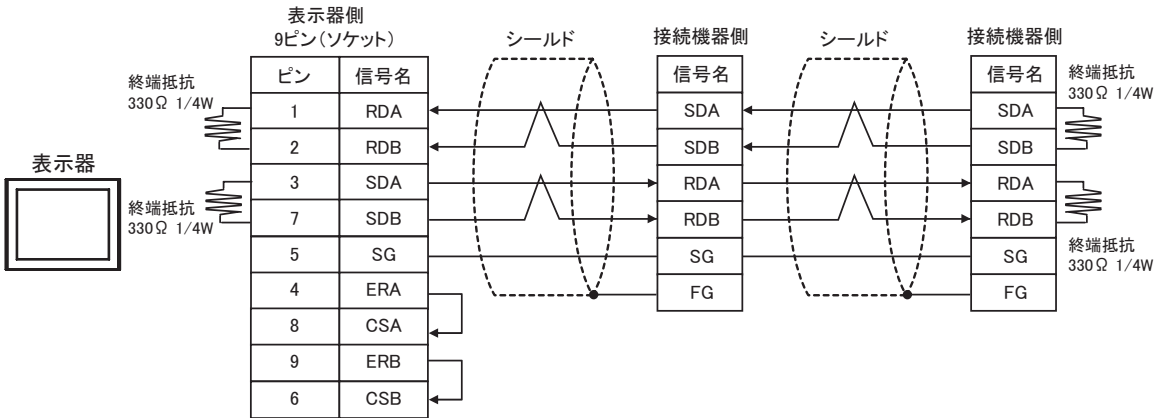 表示器側
9ピン(ソケット)
シールド
接続機器側
シールド
接続機器側
ピン 信号名
信号名
信号名
終端抵抗
330Ω 1/4W
終端抵抗
330Ω 1/4W
1 RDA
SDA
SDA
2 RDB
SDB
SDB
表示器
3 SDA
RDA
RDA
終端抵抗
330Ω 1/4W
7 SDB
RDB
RDB
5 SG
SG
SG
終端抵抗
330Ω 1/4W
4 ERA
FG
FG
8 CSA
9 ERB
6 CSB